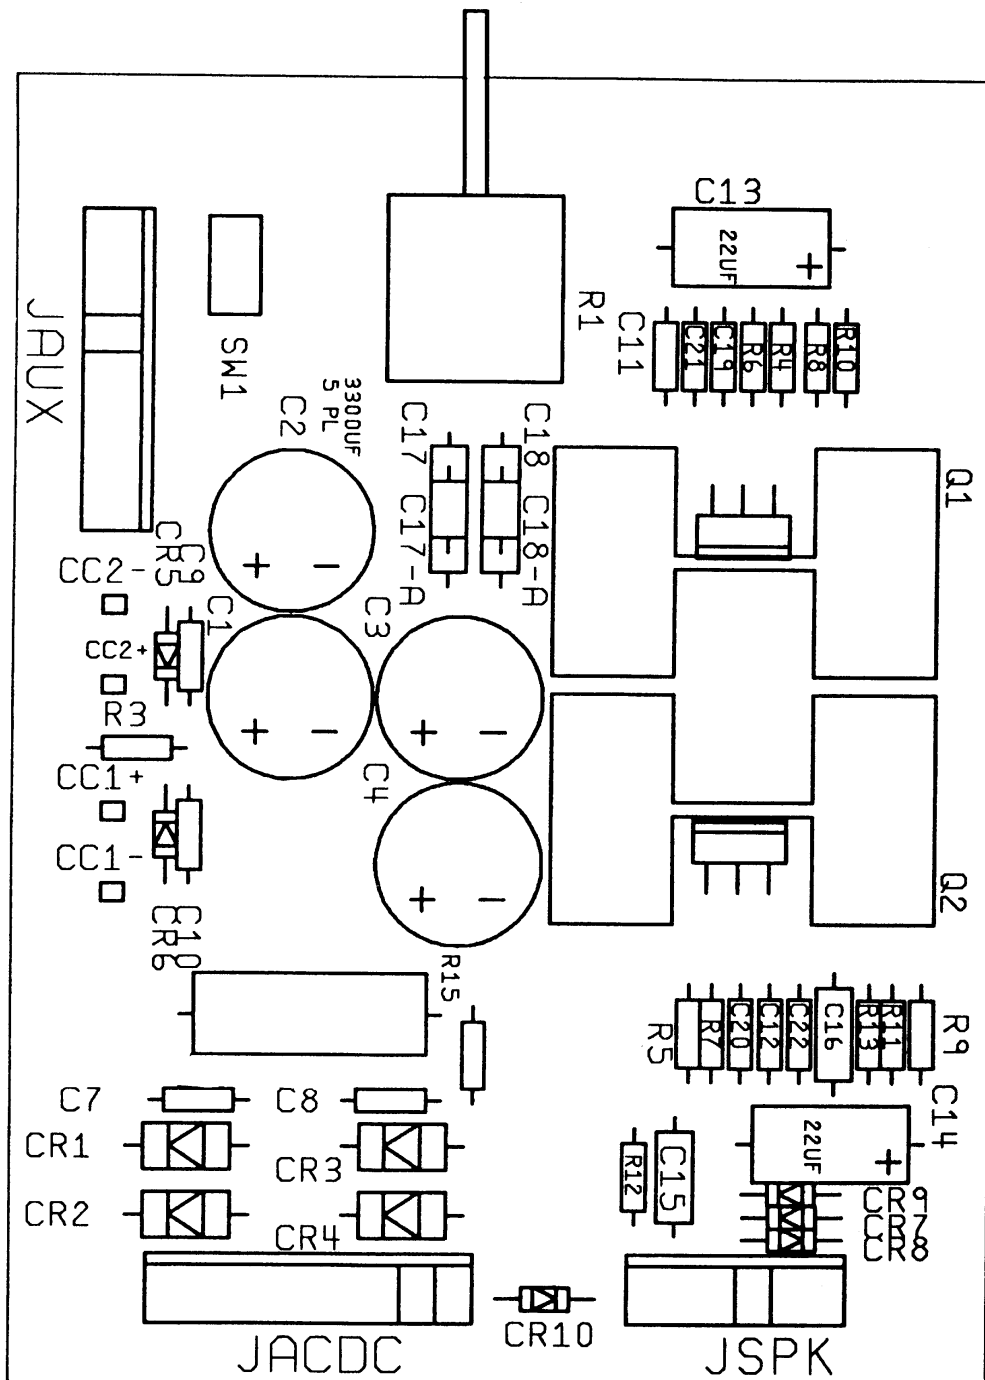 C13
22UF
+
JAUX
SW1
R1
C11
C21
C19
R6
R4
R8
R10
C2
3300UF
5 PL
C17
C18
C17-A
C18-A
Q1
+ -
CR5
C9
CC2-
C1
C3
CC2+
R3
+ -
+ -
CC1+
C4
CC1-
+ -
Q2
CR6
C10
R15
R5
R7
C20
C12
C22
C16
R13
R11
R9
C7
C8
C14
22UF
+
CR1
CR3
R12
C15
CR9
CR2
CR7
CR4
CR8
CR10
JACDC
JSPK